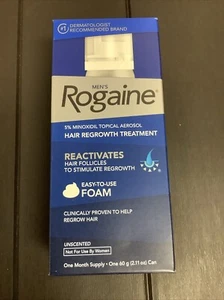 #1 DERMATOLOGIST
RECOMMENDED BRAND
MEN'S
Rogaine
5% MINOXIDIL TOPICAL AEROSOL
HAIR REGROWTH TREATMENT
REACTIVATES
HAIR FOLLICLES
TO STIMULATE REGROWTH
EASY-TO-USE
FOAM
CLINICALLY PROVEN TO HELP
REGROW HAIR
UNSCENTED
Not For Use By Women
One Month Supply • One 60 g (2.11 oz) Can